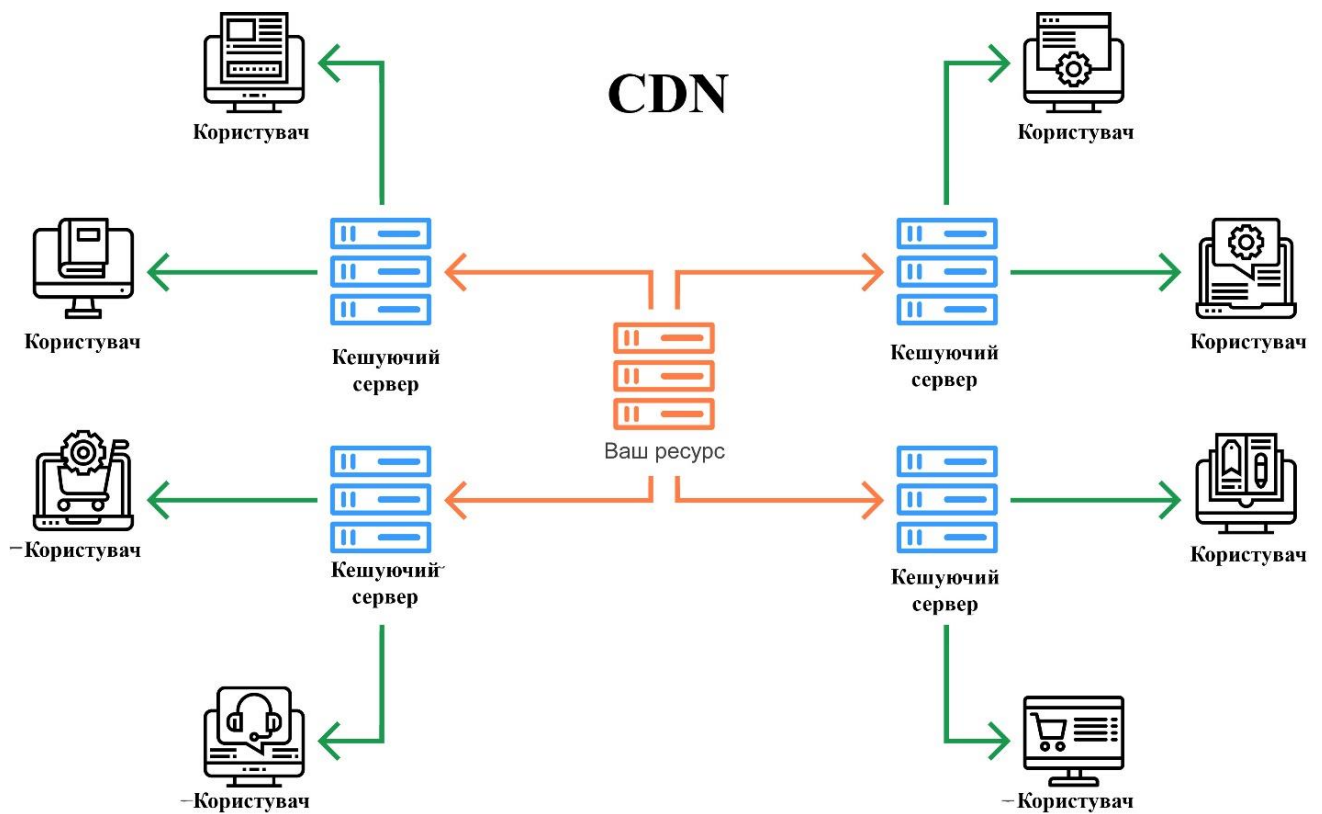 CDN
Користувач
Користувач
Користувач
Користувач
Кешуючий
сервер
Кешуючий
сервер
Ваш ресурс
–Користувач
Кешуючий~
сервер
Кешуючий
сервер
Користувач
–Користувач
–Користувач